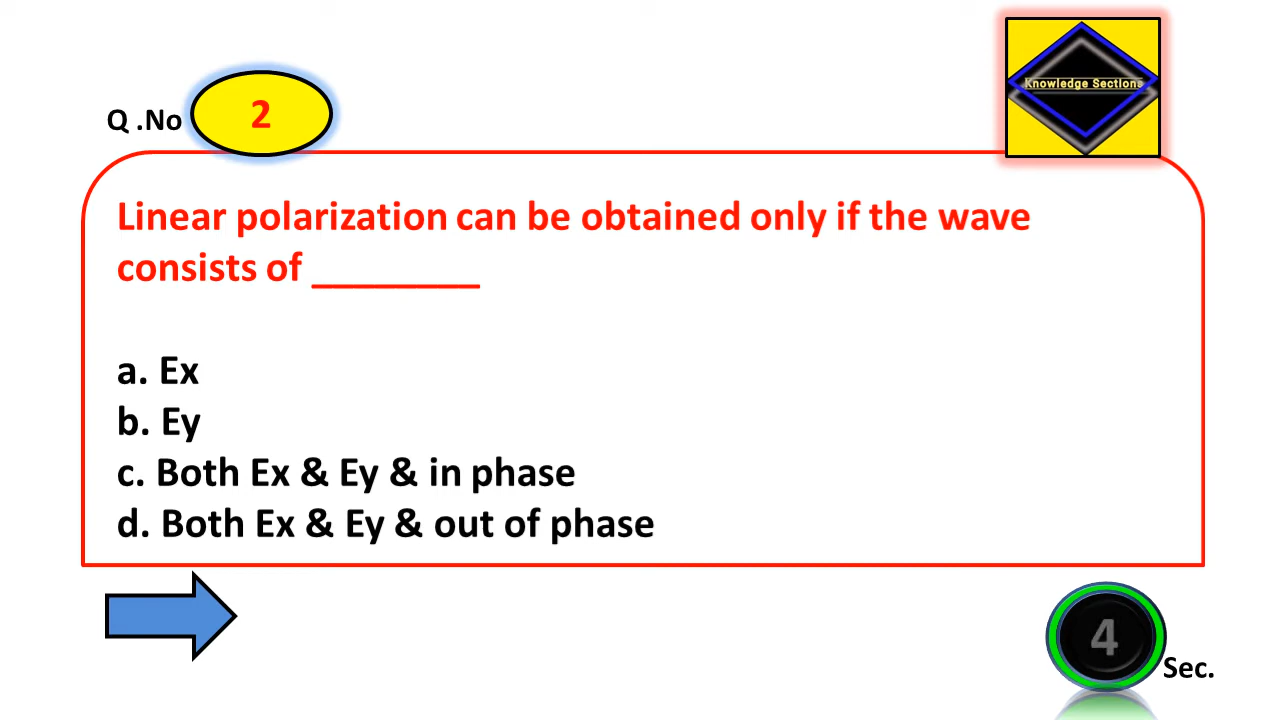 Q .No 2
Knowledge Sections
Linear polarization can be obtained only if the wave
consists of ________
a. Ex
b. Ey
c. Both Ex & Ey & in phase
d. Both Ex & Ey & out of phase
4 Sec.